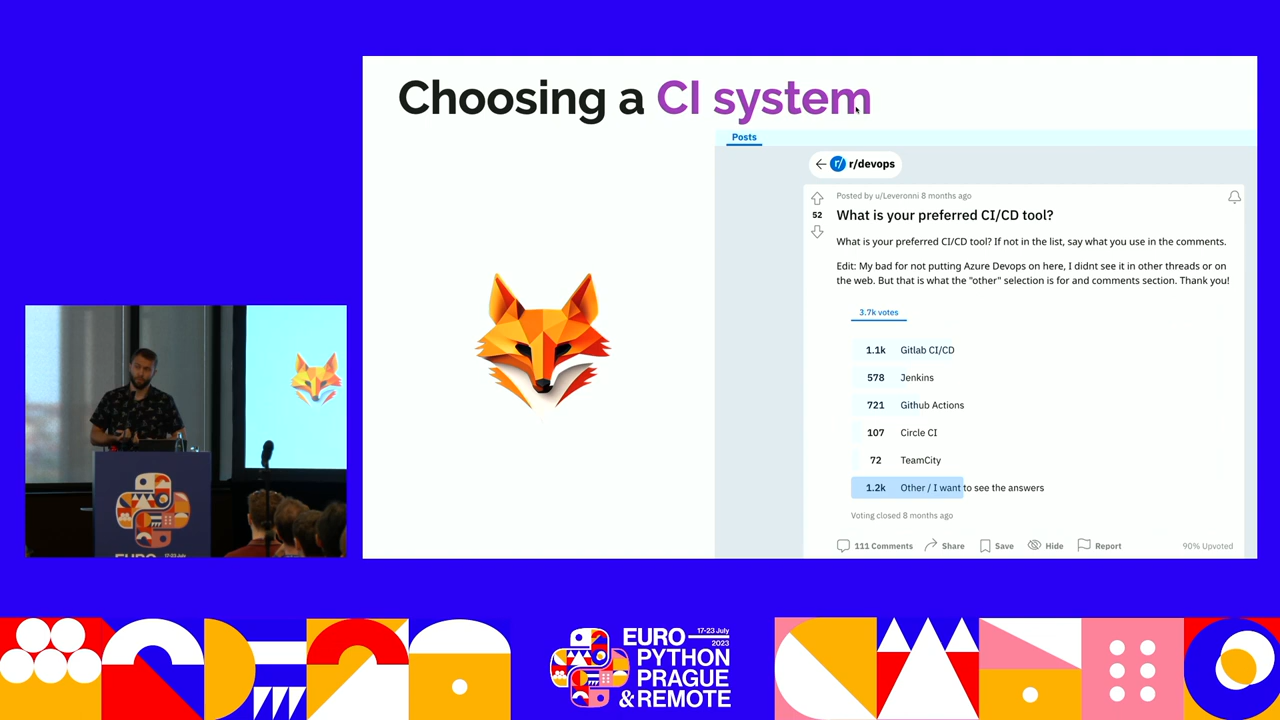 Choosing a CI system
Posts
r/ r/devops
Posted by u/Leveronni 8 months ago
52
What is your preferred CI/CD tool?
What is your preferred CI/CD tool? If not in the list, say what you use in the comments.
Edit: My bad for not putting Azure Devops on here, I didnt see it in other threads or on
the web. But that is what the "other" selection is for and comments section. Thank you!
3.7k votes
1.1k Gitlab CI/CD
578 Jenkins
721 Github Actions
107 Circle CI
72 TeamCity
1.2k Other / I want to see the answers
Voting closed 8 months ago
111 Comments Share Save Hide Report 90% Upvoted
EURO
17-23 July
2023
EURO
PYTHON
PRAGUE
& REMOTE